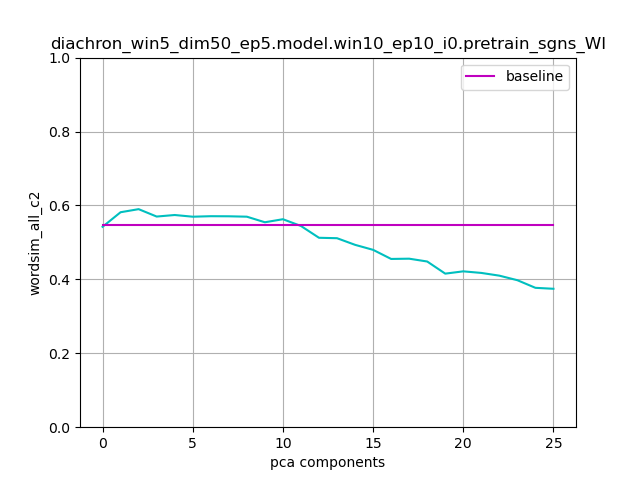 diachron_win5_dim50_ep5.model.win10_ep10_i0.pretrain_sgns_WI
baseline
1.0
0.8
0.6
0.4
0.2
0.0
wordsim_all_c2
0 5 10 15 20 25
pca components